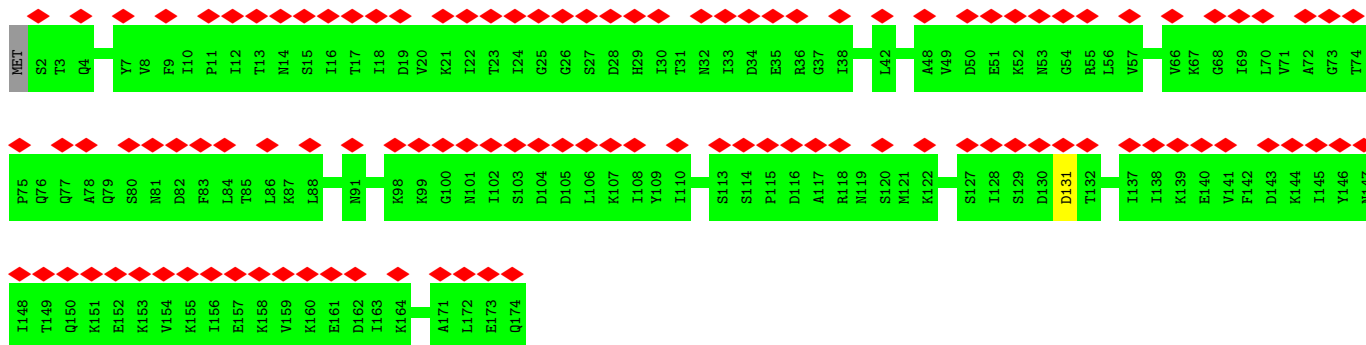 MET S2 T3 Q4 Y7 V8 F9 I10 P11 I12 T13 N14 S15 I16 T17 I18 D19 V20 K21 I22 T23 I24 G25 G26 S27 D28 H29 I30 T31 N32 I33 D34 E35 R36 G37 I38 L42 A48 V49 D50 E51 K52 N53 G54 R55 L56 V57 V66 K67 G68 I69 L70 V71 A72 G73 T74
P75 Q76 Q77 A78 Q79 S80 N81 D82 F83 L84 T85 L86 K87 L88 N91 K98 K99 G100 N101 I102 S103 D104 D105 L106 K107 I108 Y109 I110 S113 S114 P115 D116 A117 R118 N119 S120 M121 K122 S127 I128 S129 D130 D131 T132 I137 I138 K139 E140 V141 F142 D143 K144 I145 Y146 N147
I148 T149 Q150 K151 E152 K153 V154 K155 I156 E157 K158 V159 K160 E161 D162 I163 K164 A171 L172 E173 Q174